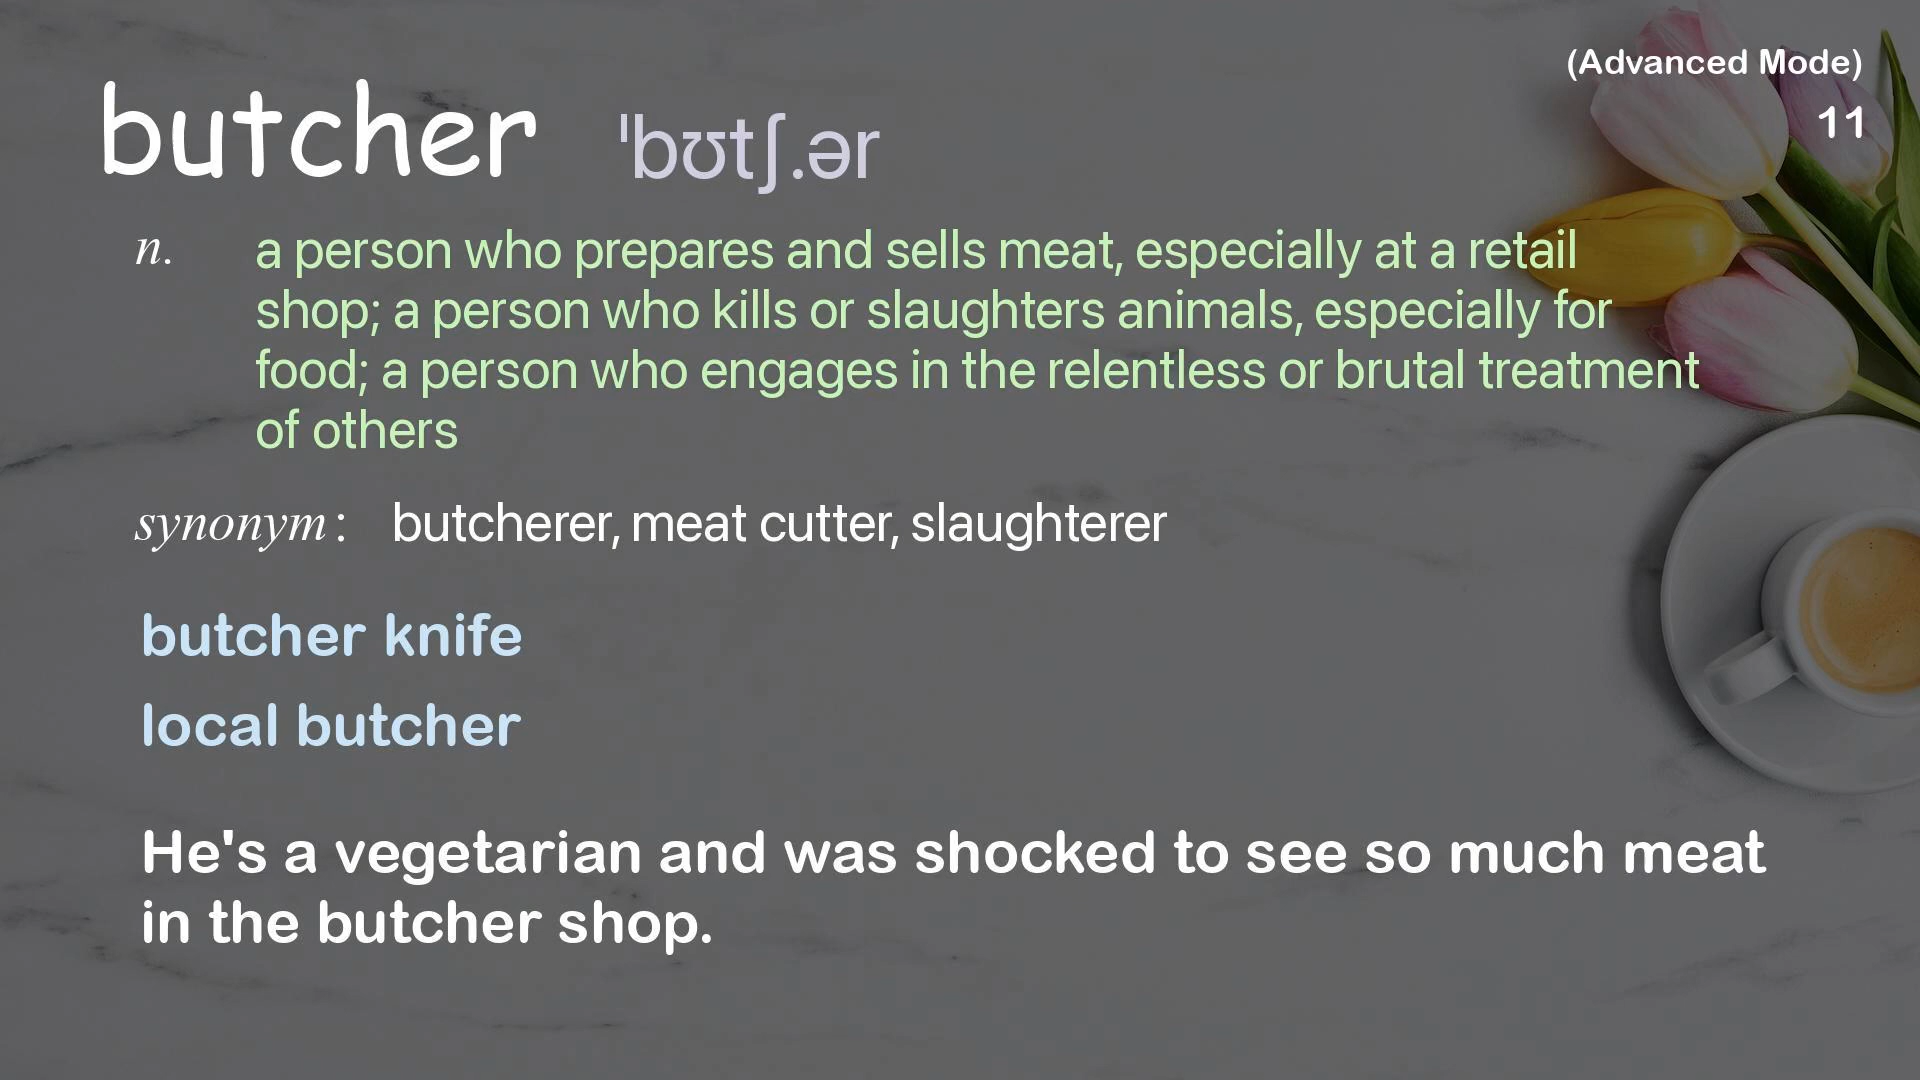 (Advanced Mode)
11
butcher ˈbʊtʃ.ər
n. a person who prepares and sells meat, especially at a retail
shop; a person who kills or slaughters animals, especially for
food; a person who engages in the relentless or brutal treatment
of others
synonym: butcherer, meat cutter, slaughterer
butcher knife
local butcher
He's a vegetarian and was shocked to see so much meat
in the butcher shop.